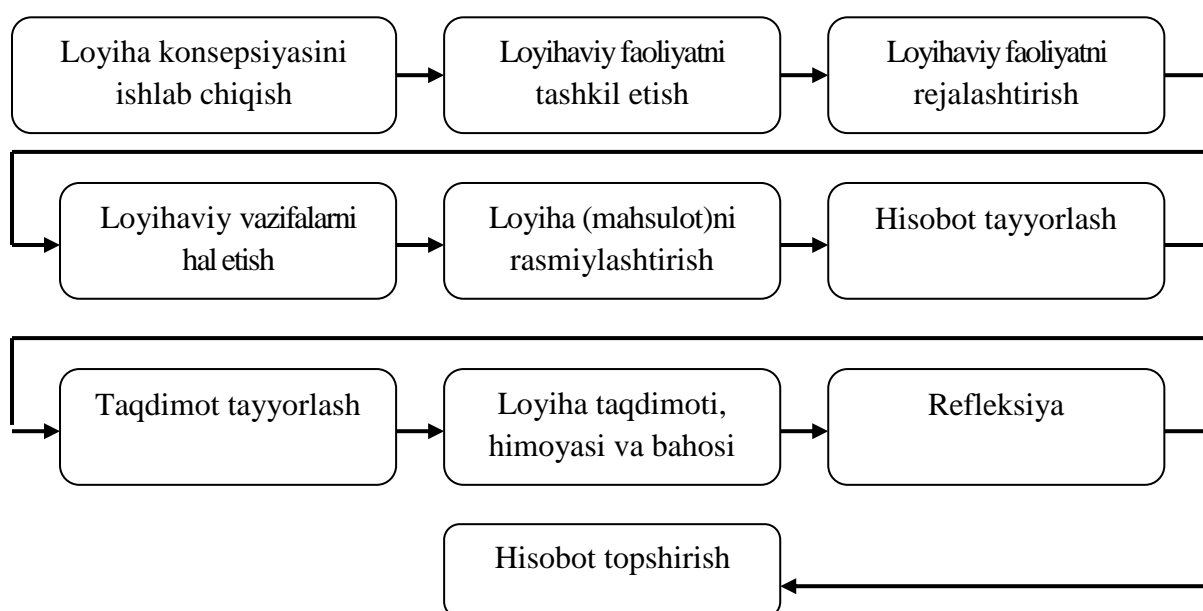 Loyiha konsepsiyasini
ishlab chiqish
Loyihaviy faoliyatni
tashkil etish
Loyihaviy faoliyatni
rejalashtirish
Loyihaviy vazifalarni
hal etish
Loyiha (mahsulot)ni
rasmiylashtirish
Hisobot tayyorlash
Taqdimot tayyorlash
Loyiha taqdimoti,
himoyasi va bahosi
Refleksiya
Hisobot topshirish